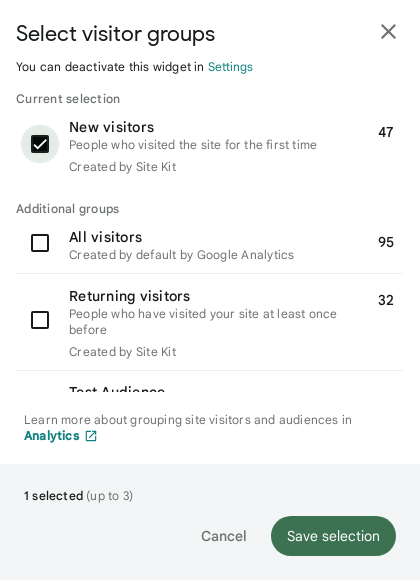 Select visitor groups
You can deactivate this widget in Settings
Current selection
New visitors
47
People who visited the site for the first time
Created by Site Kit
Additional groups
All visitors
95
Created by default by Google Analytics
Returning visitors
32
People who have visited your site at least once
before
Created by Site Kit
Test Audience
Learn more about grouping site visitors and audiences in
Analytics
1 selected (up to 3)
Cancel
Save selection